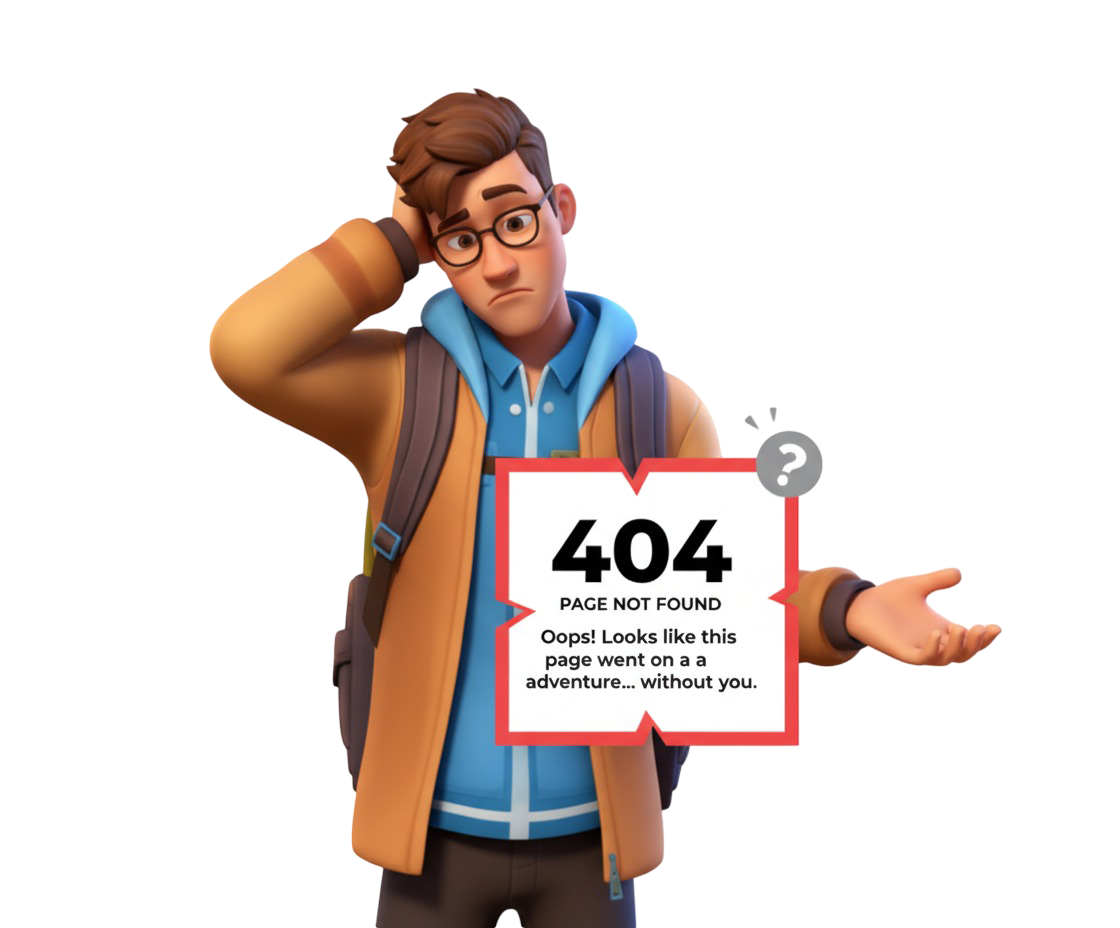 ?
404
PAGE NOT FOUND
Oops! Looks like this
page went on a a
adventure... without you.